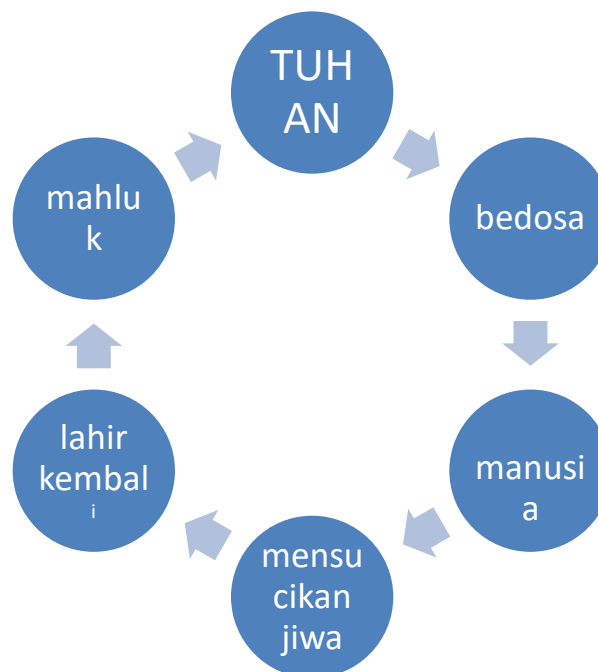 TUH
AN
bedosa
manusi
a
mensu
cikan
jiwa
lahir
kembal
i
mahlu
k